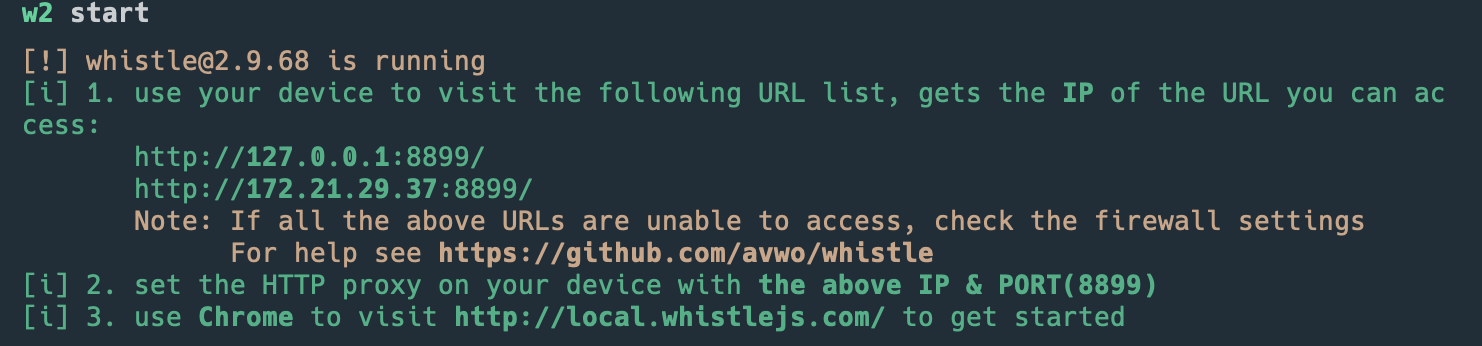 w2 start
[!] whistle@2.9.68 is running
[i] 1. use your device to visit the following URL list, gets the IP of the URL you can ac
cess:
http://127.0.0.1:8899/
http://172.21.29.37:8899/
Note: If all the above URLs are unable to access, check the firewall settings
For help see https://github.com/avwo/whistle
[i] 2. set the HTTP proxy on your device with the above IP & PORT(8899)
[i] 3. use Chrome to visit http://local.whistlejs.com/ to get started